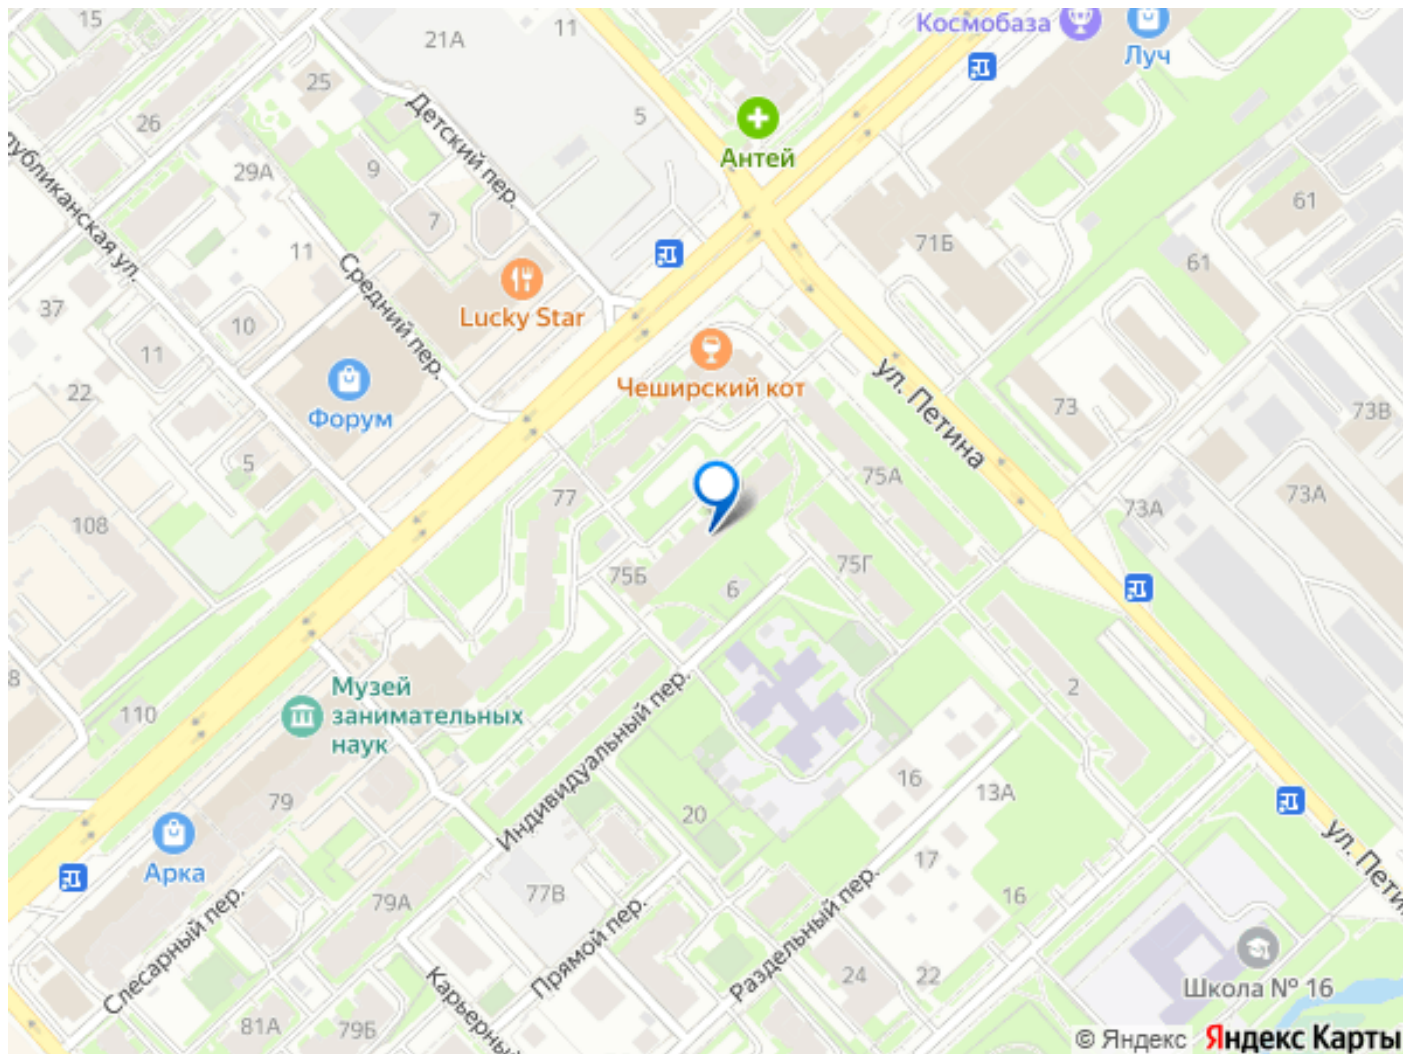 15
21А
11
Космобаза
Луч
25
26
5
Антей
Детский пер.
9
29А
7
61
публиканская ул.
11
Средний пер.
71Б
61
37
10
Lucky Star
11
Чеширский кот
22
Форум
ул. Петина
73
73В
5
77
75А
108
73А
73А
75Б
75Г
6
Музей
занимательных
наук
Индивидуальный пер.
2
8
110
79
20
16
13А
ул. Пети
Арка
17
79А
77В
16
Слесарный пер.
Прямой пер.
Раздельный пер.
Карьерный
24
22
Школа № 16
81А
79Б
© Яндекс Яндекс Карты